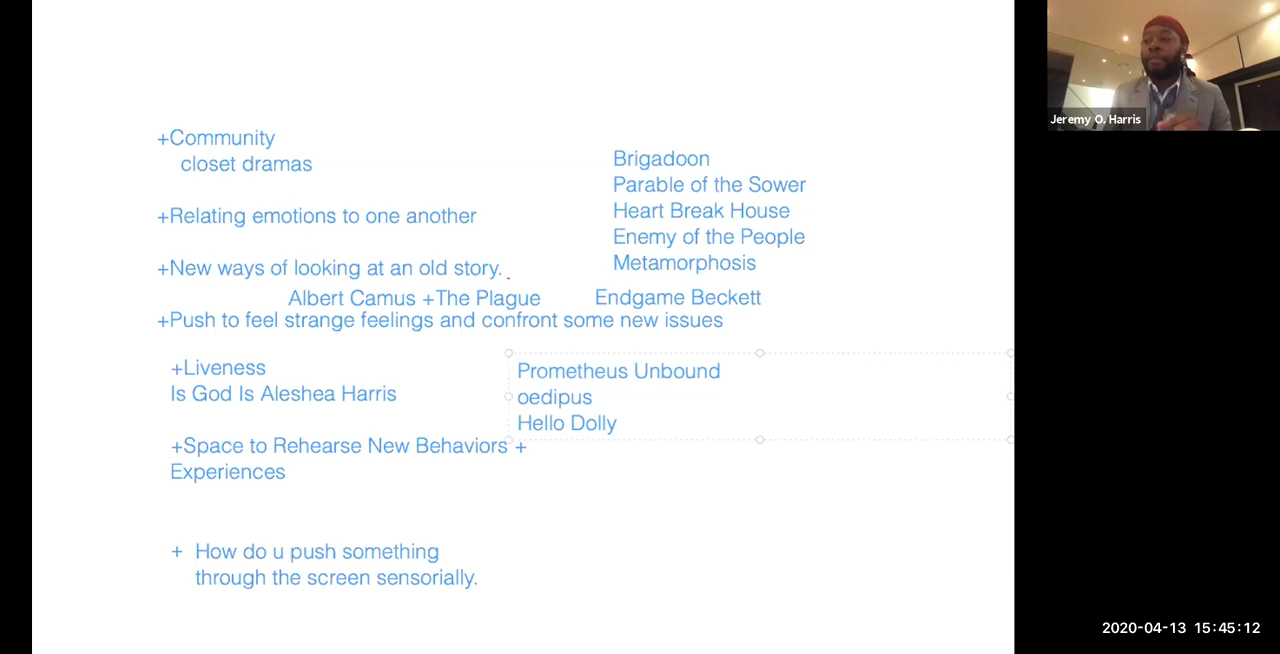 +Community
closet dramas
+Relating emotions to one another
+New ways of looking at an old story.
Albert Camus +The Plague
+Push to feel strange feelings and confront some new issues
Brigadoon
Parable of the Sower
Heart Break House
Enemy of the People
Metamorphosis
Endgame Beckett
+Liveness
Is God Is Aleshea Harris
Prometheus Unbound
oedipus
Hello Dolly
+Space to Rehearse New Behaviors +
Experiences
+ How do u push something
through the screen sensorially.
Jeremy O. Harris
2020-04-13 15:45:12